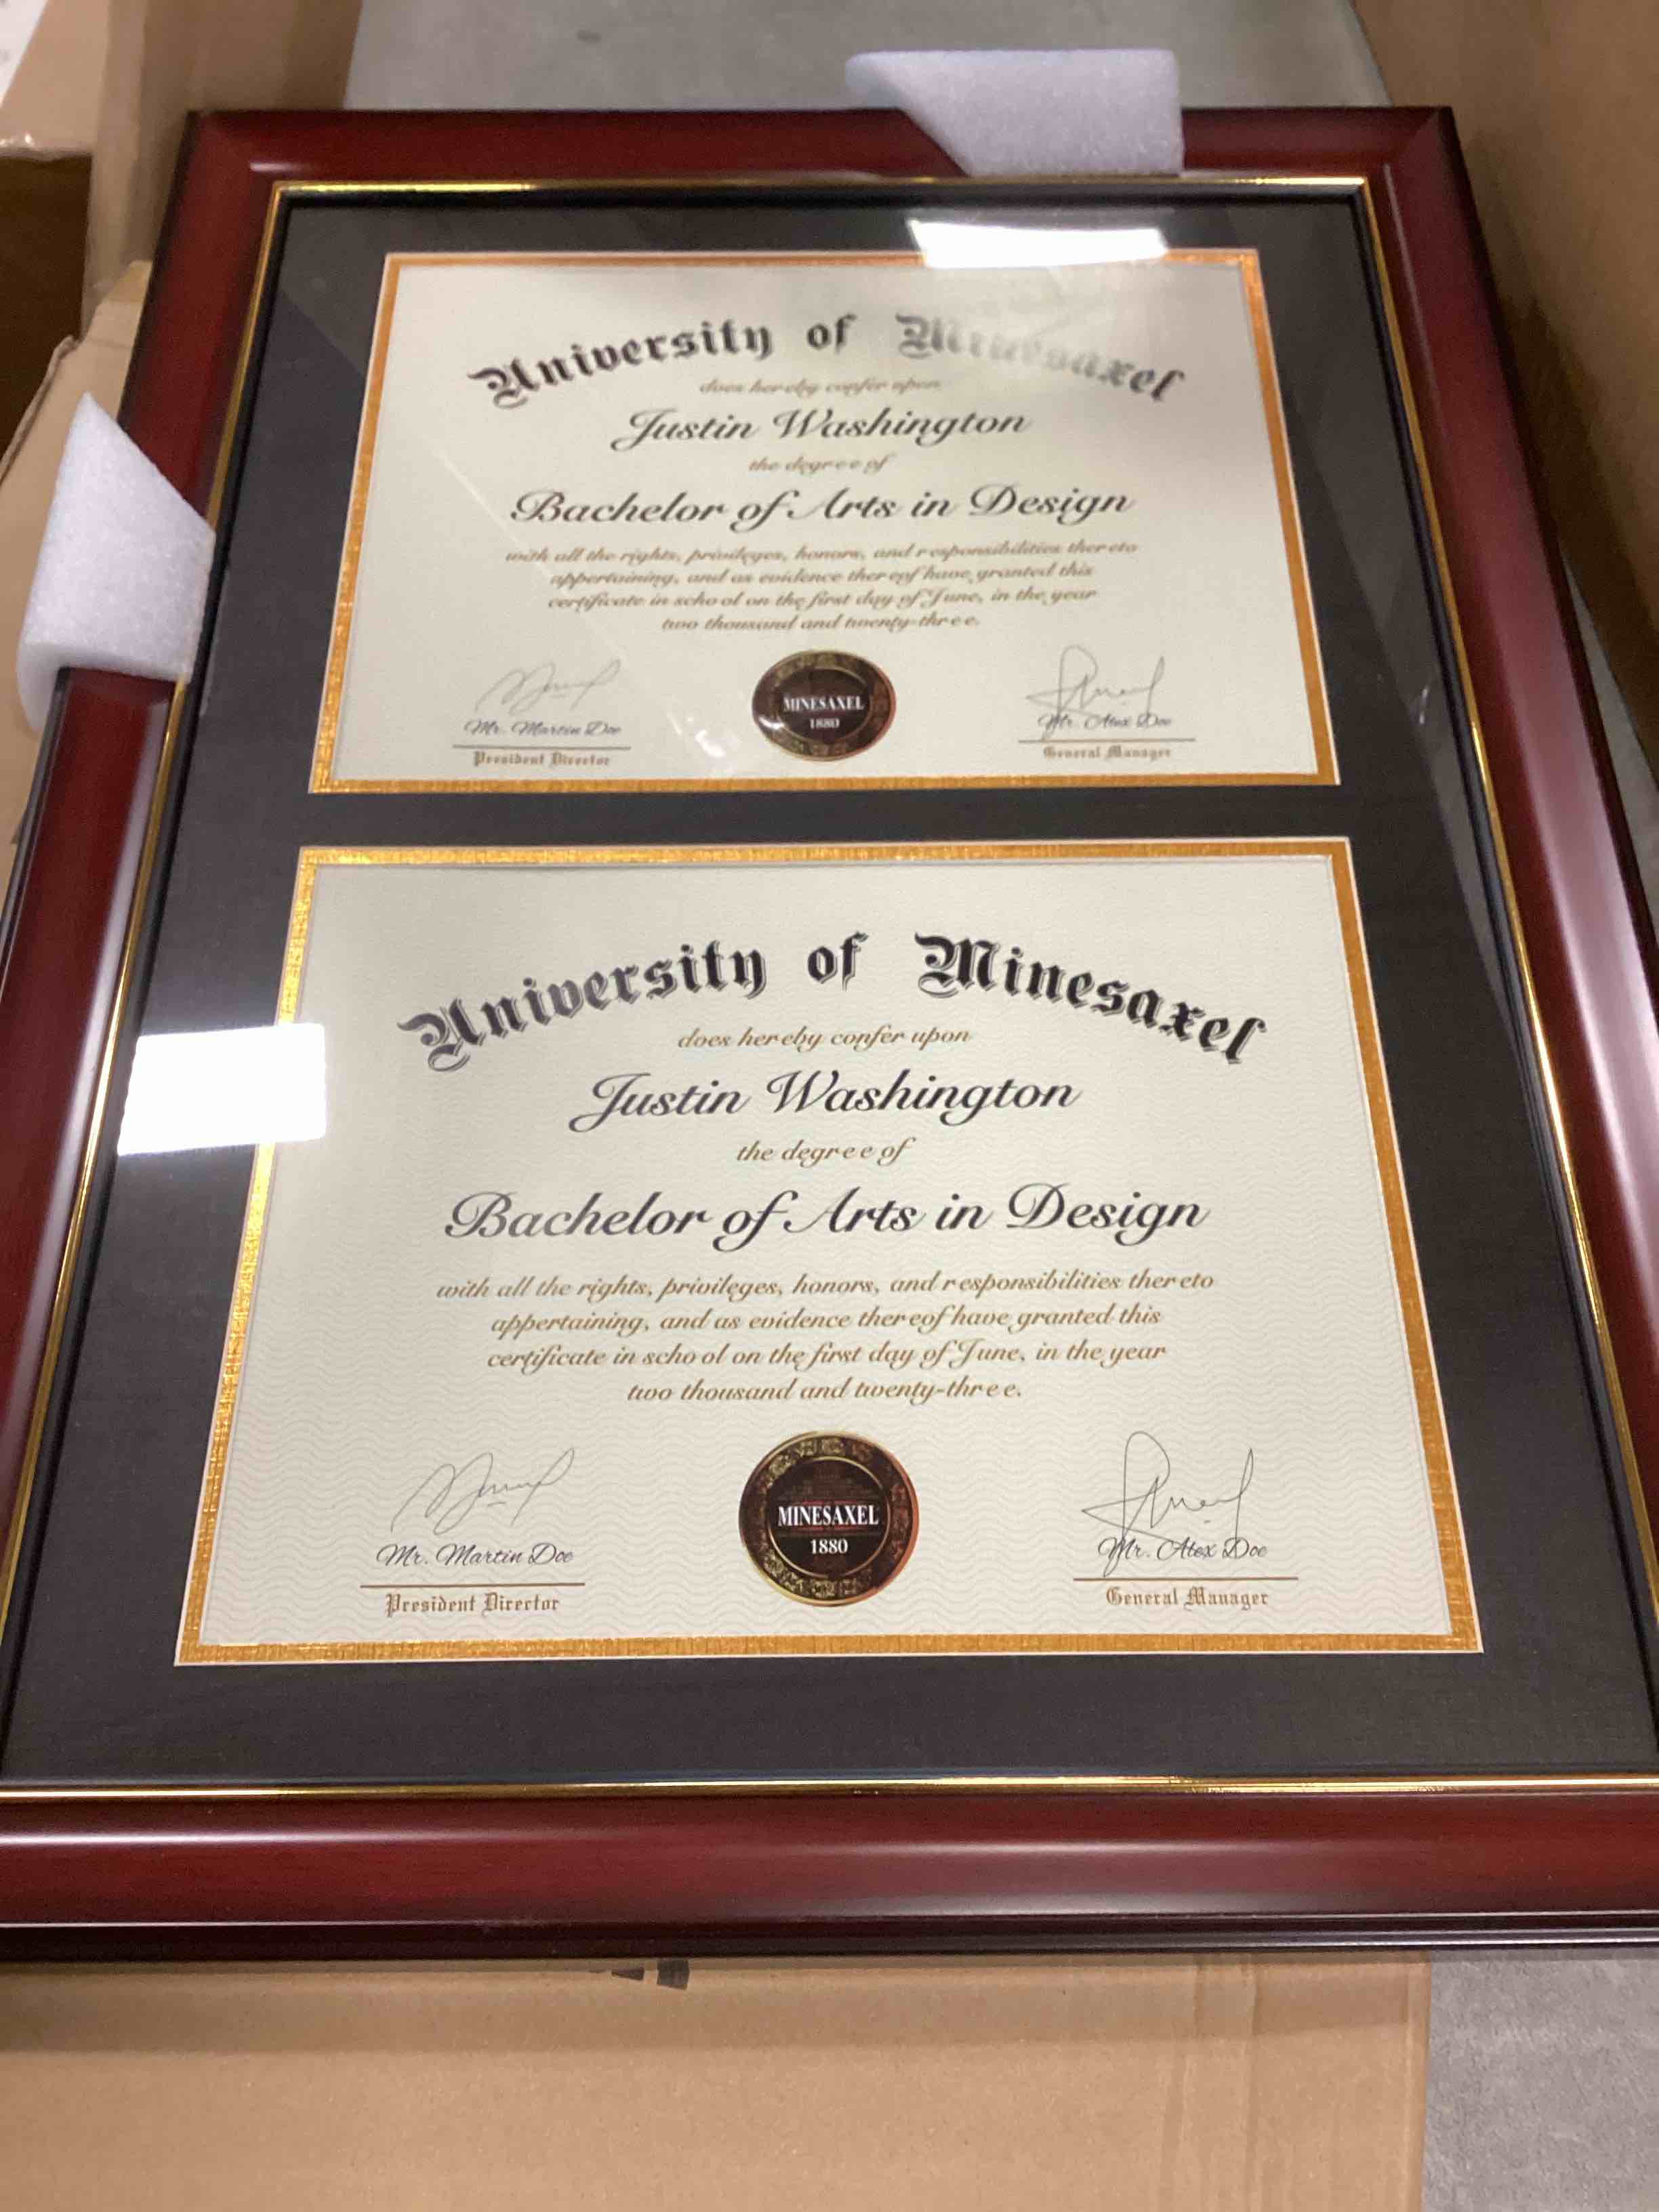 University of Minesaxel
does hereby confer upon
Justin Washington
the degree of
Bachelor of Arts in Design
with all the rights, privileges, honors, and responsibilities thereto
appertaining, and as evidence thereof have granted this
certificate in school on the first day of June, in the year
two thousand and twenty-three.
Mr. Martin Doe
President Director
MINESAXEL
1880
Mr. Alex Doe
General Manager
University of Minesaxel
does hereby confer upon
Justin Washington
the degree of
Bachelor of Arts in Design
with all the rights, privileges, honors, and responsibilities thereto
appertaining, and as evidence thereof have granted this
certificate in school on the first day of June, in the year
two thousand and twenty-three.
Mr. Martin Doe
President Director
MINESAXEL
1880
Mr. Alex Doe
General Manager